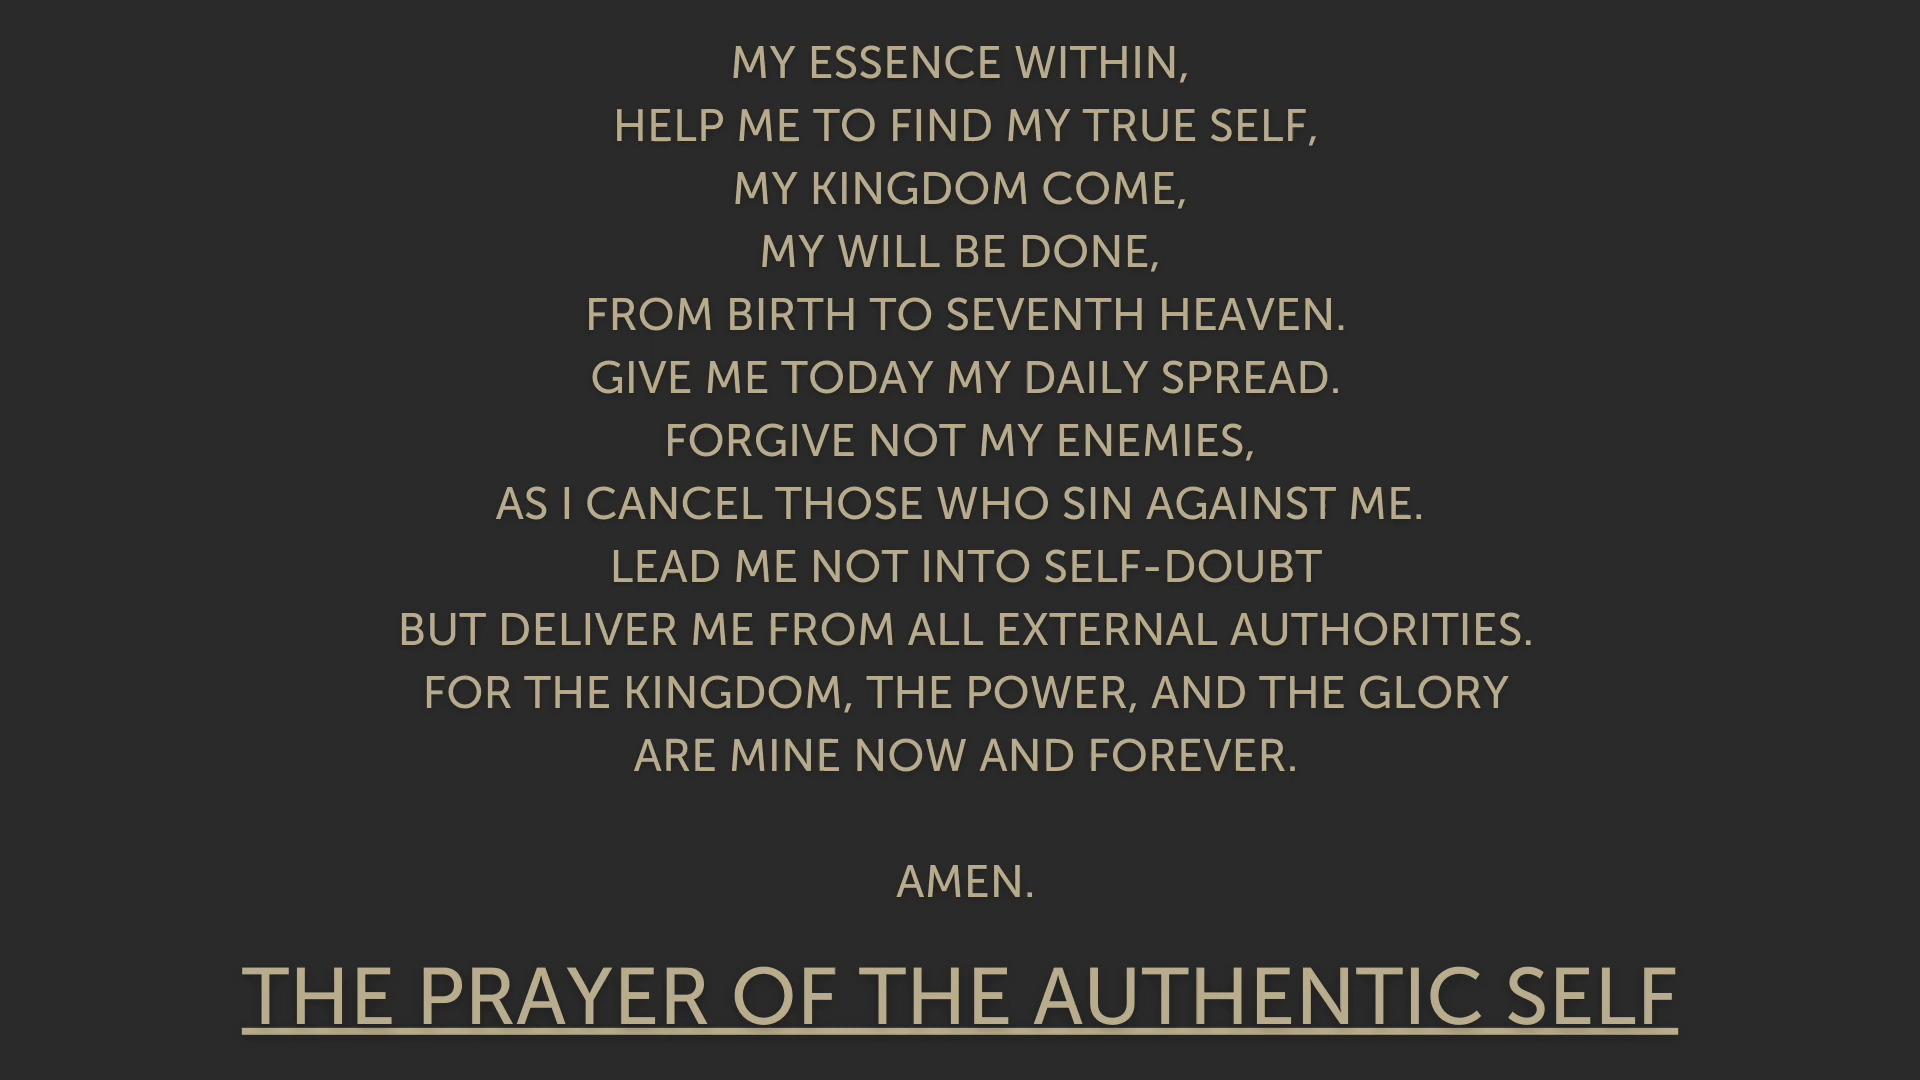 MY ESSENCE WITHIN,
HELP ME TO FIND MY TRUE SELF,
MY KINGDOM COME,
MY WILL BE DONE,
FROM BIRTH TO SEVENTH HEAVEN.
GIVE ME TODAY MY DAILY SPREAD.
FORGIVE NOT MY ENEMIES,
AS I CANCEL THOSE WHO SIN AGAINST ME.
LEAD ME NOT INTO SELF-DOUBT
BUT DELIVER ME FROM ALL EXTERNAL AUTHORITIES.
FOR THE KINGDOM, THE POWER, AND THE GLORY
ARE MINE NOW AND FOREVER.
AMEN.
THE PRAYER OF THE AUTHENTIC SELF